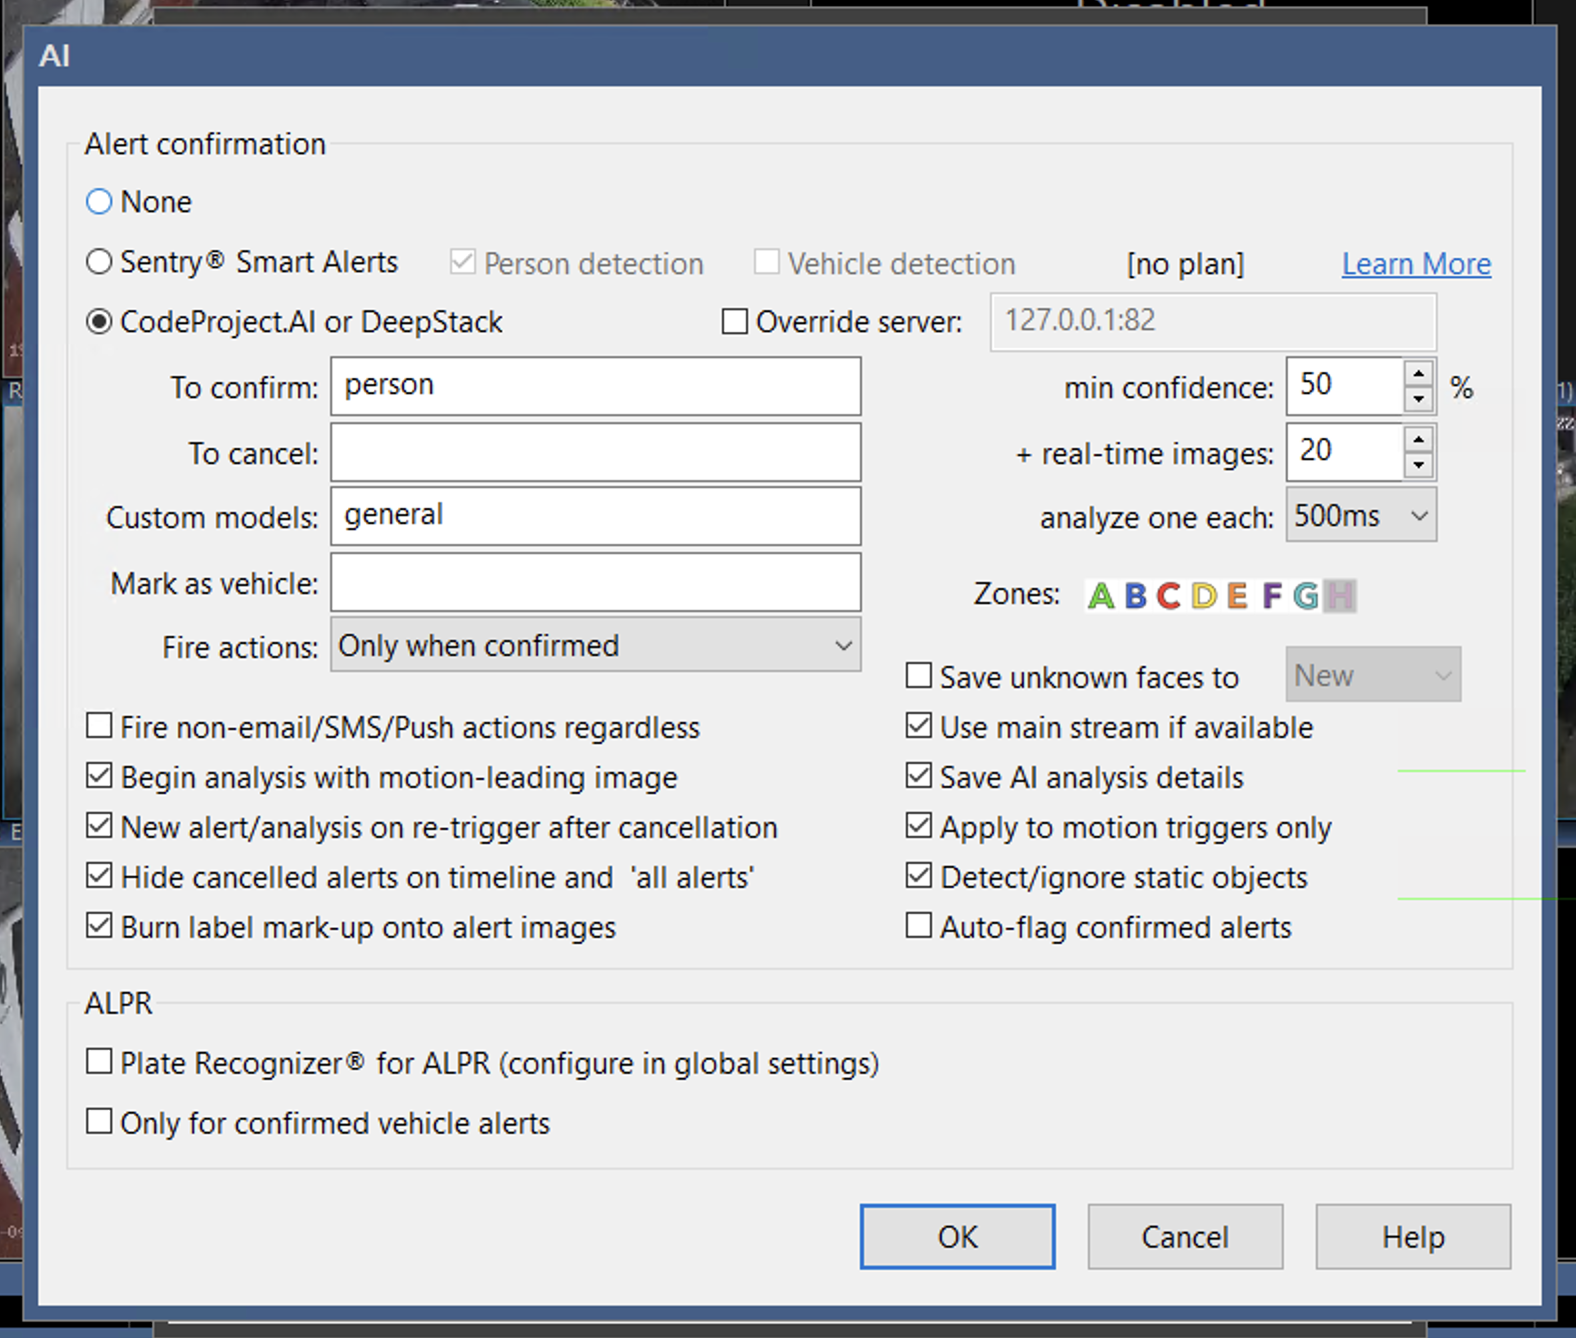 AI
Alert confirmation
None
Sentry® Smart Alerts Person detection Vehicle detection [no plan] Learn More
CodeProject.AI or DeepStack Override server: 127.0.0.1:82
To confirm: person min confidence: 50 %
To cancel: + real-time images: 20
Custom models: general analyze one each: 500ms
Mark as vehicle: Zones: A B C D E F G H
Fire actions: Only when confirmed
Save unknown faces to New
Fire non-email/SMS/Push actions regardless Use main stream if available
Begin analysis with motion-leading image Save AI analysis details
New alert/analysis on re-trigger after cancellation Apply to motion triggers only
Hide cancelled alerts on timeline and 'all alerts' Detect/ignore static objects
Burn label mark-up onto alert images Auto-flag confirmed alerts
ALPR
Plate Recognizer® for ALPR (configure in global settings)
Only for confirmed vehicle alerts
OK Cancel Help